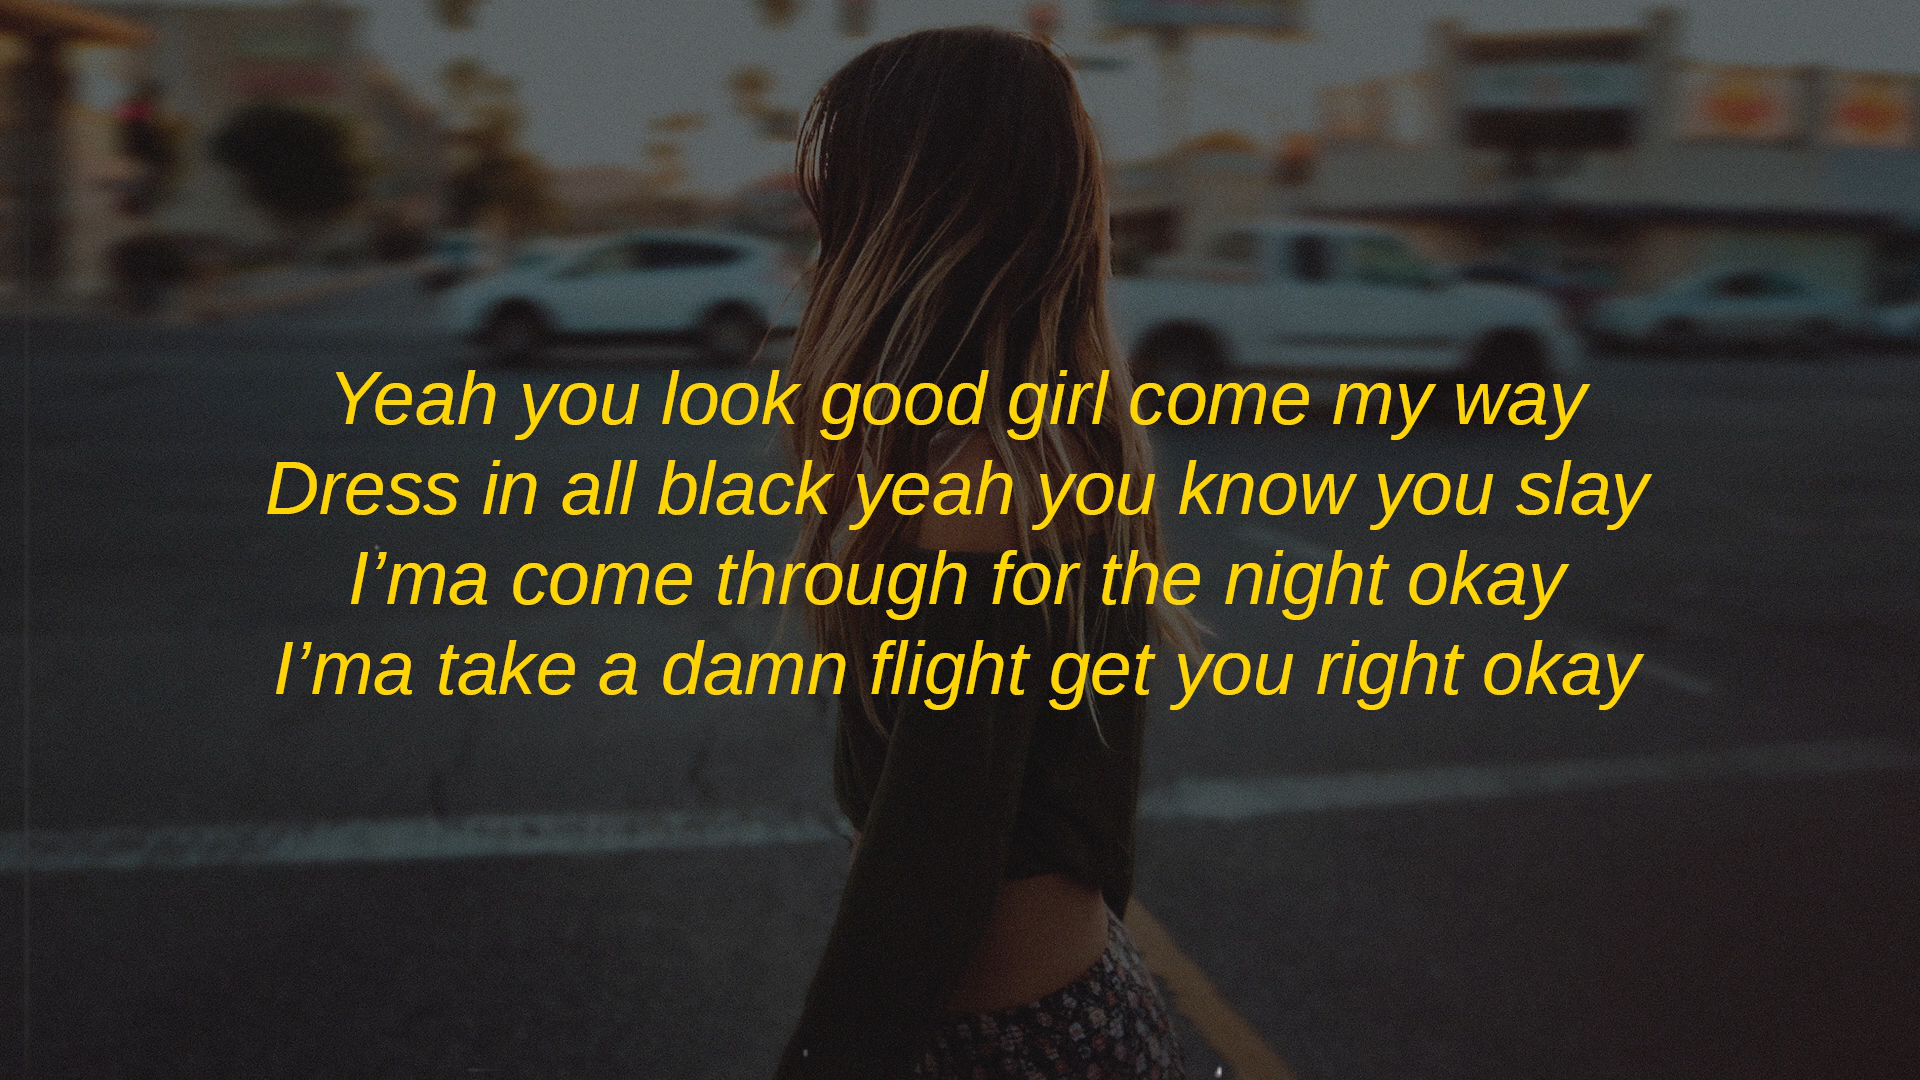 Yeah you look good girl come my way
Dress in all black yeah you know you slay
I’ma come through for the night okay
I’ma take a damn flight get you right okay